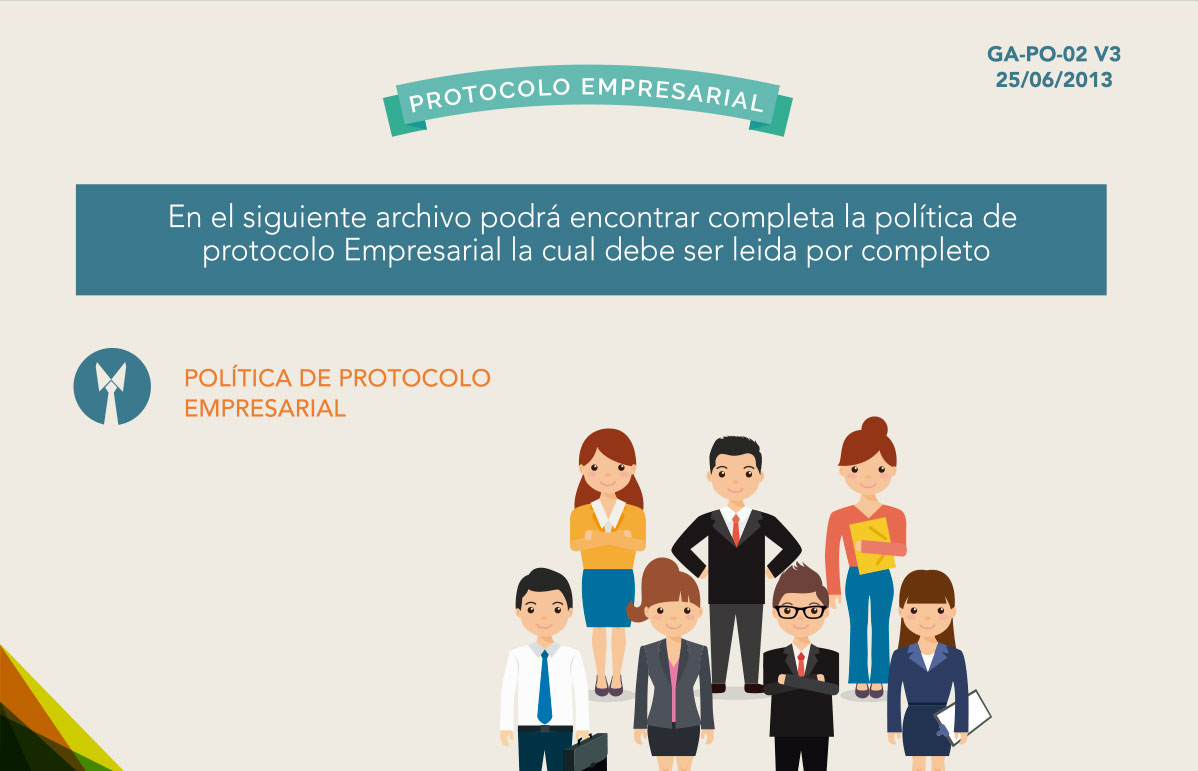 GA-PO-02 V3
25/06/2013
PROTOCOLO EMPRESARIAL
En el siguiente archivo podrá encontrar completa la política de
protocolo Empresarial la cual debe ser leida por completo
POLÍTICA DE PROTOCOLO
EMPRESARIAL